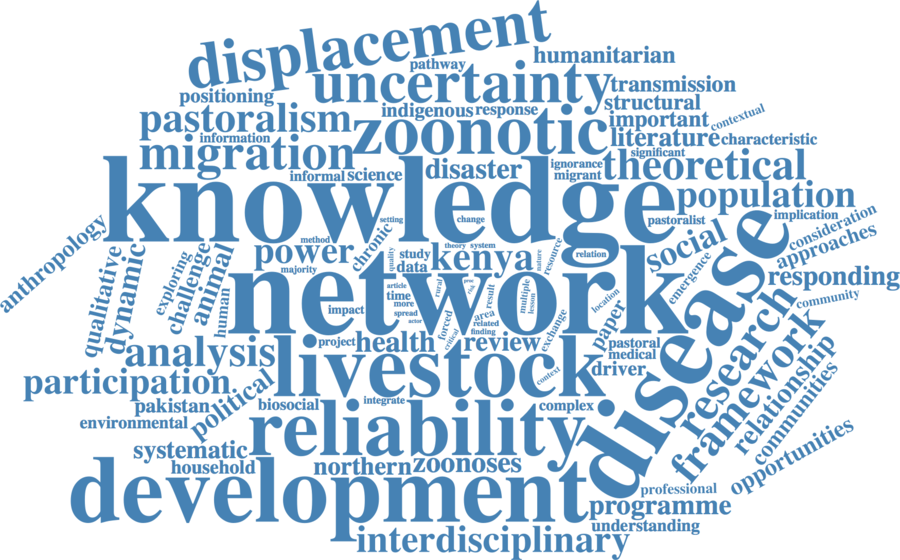 displacement
pathway
humanitarian
uncertainty
transmission
positioning
structural
indigenous
response
important
contextual
pastoralism
zoonotic
literature
characteristic
information
migration
significant
theoretical
disaster
ignorance
migrant
informal
science
population
knowledge
pastoralist
implication
setting
change
consideration
approaches
anthropology
qualitative
dynamic
exploring
challenge
animal
human
power
method
majority
chronic
quality
study
data
theory
system
kenya
nature
resource
relation
social
emergence
disease
responding
network
article
time
more
spread
actor
rural
risk
result
area
related
finding
critical
forced
multiple
lesson
location
exchange
paper
community
impact
project
health
review
pastoral
medical
driver
research
framework
relationship
communities
opportunities
analysis
livestock
context
participation
political
pakistan
environmental
biosocial
integrate
complex
reliability
systematic
household
northern
zoonoses
development
professional
programme
understanding
interdisciplinary